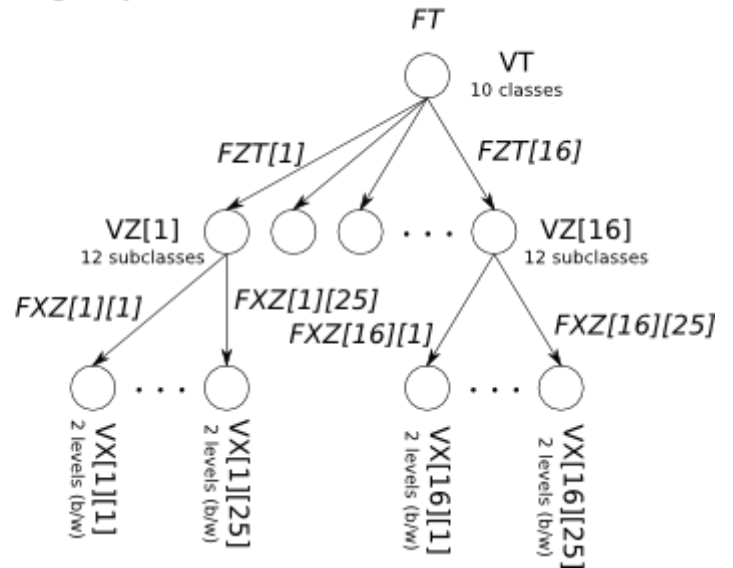 FT
VT
10 classes
FZT[1]
FZT[16]
VZ[1]
12 subclasses
VZ[16]
12 subclasses
FXZ[1][1]
FXZ[1][25]
FXZ[16][1]
FXZ[16][25]
. . .
. . .
. . .
VX[1][1]
2 levels (b/w)
VX[1][25]
2 levels (b/w)
VX[16][1]
2 levels (b/w)
VX[16][25]
2 levels (b/w)